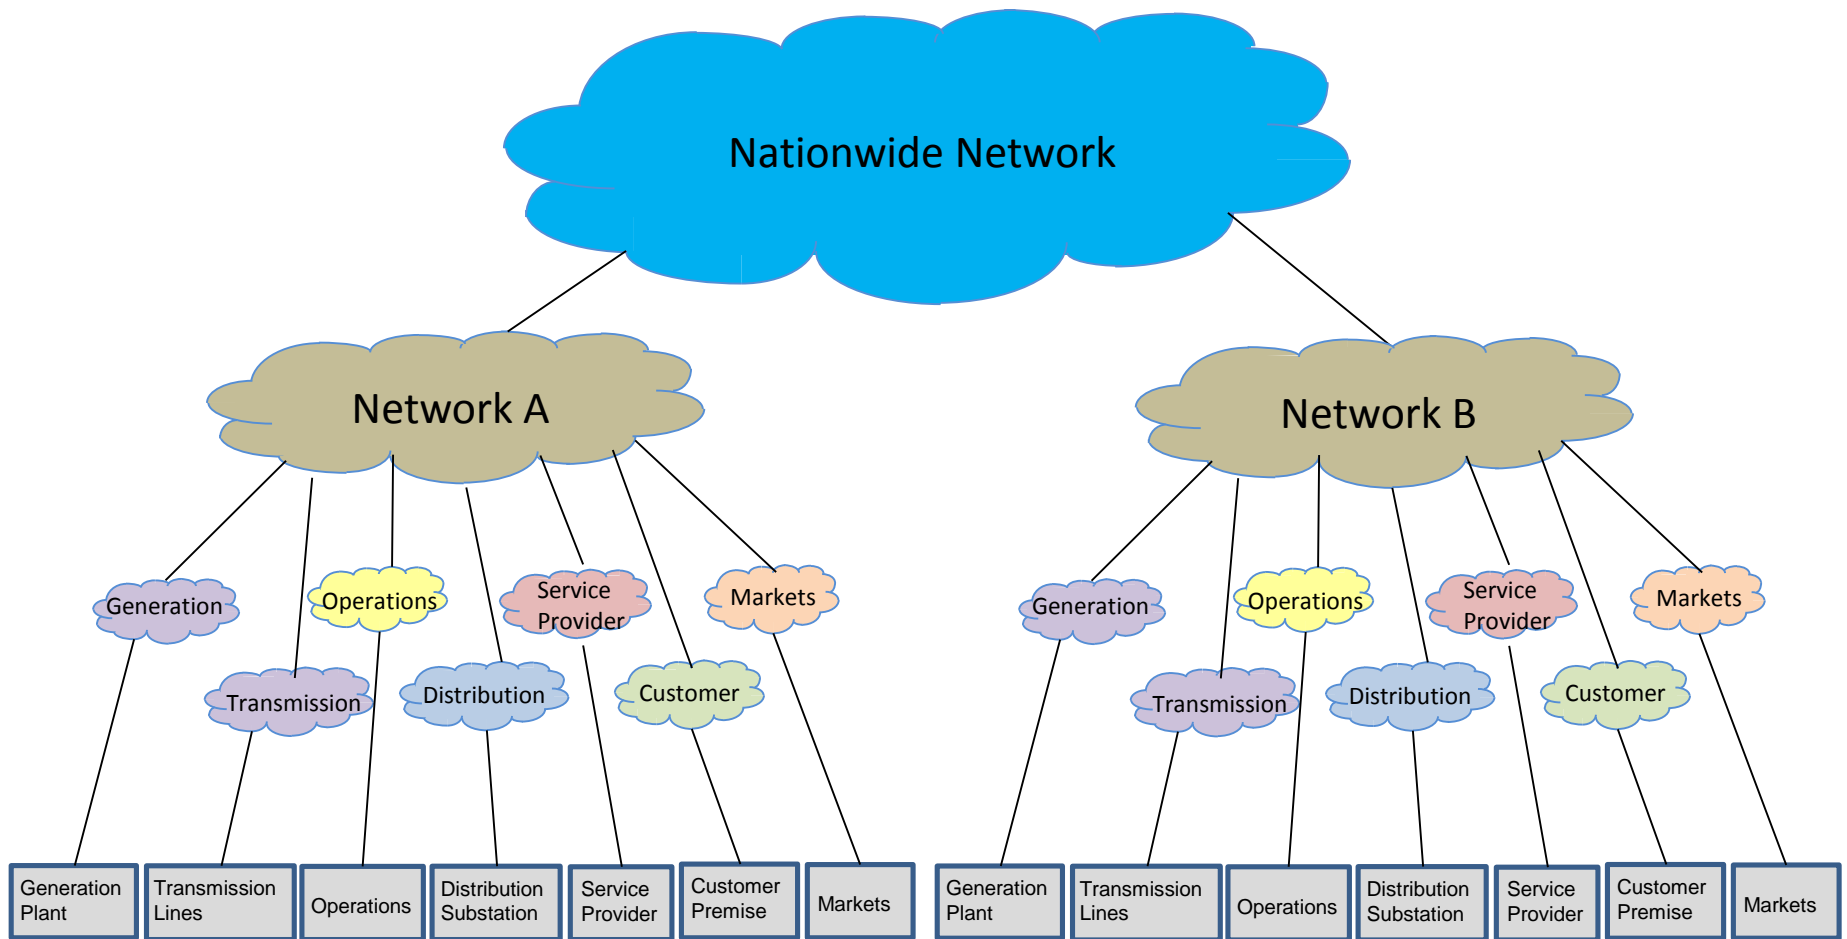 Nationwide Network
Network A
Network B
Generation
Operations
Service
Provider
Markets
Transmission
Distribution
Customer
Generation
Operations
Service
Provider
Markets
Transmission
Distribution
Customer
Generation
Plant
Transmission
Lines
Operations
Distribution
Substation
Service
Provider
Customer
Premise
Markets
Generation
Plant
Transmission
Lines
Operations
Distribution
Substation
Service
Provider
Customer
Premise
Markets